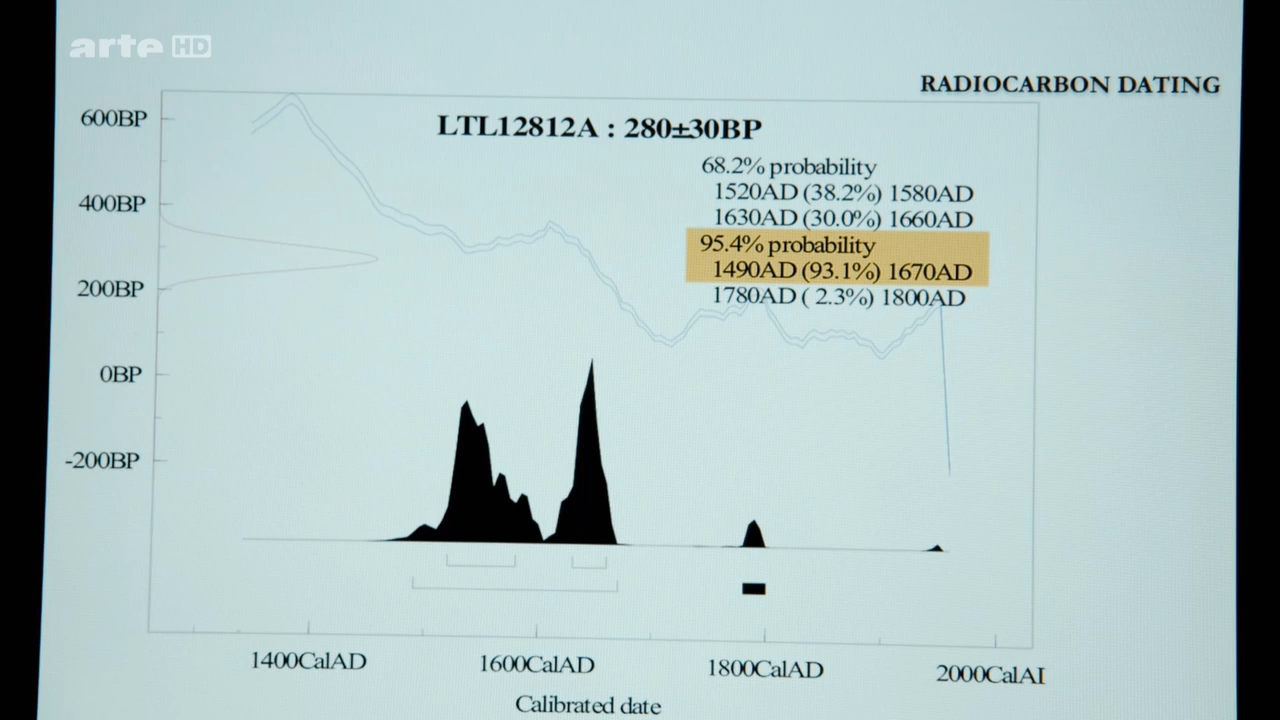 arte HD
RADIOCARBON DATING
LTL12812A : 280±30BP
68.2% probability
1520AD (38.2%) 1580AD
1630AD (30.0%) 1660AD
95.4% probability
1490AD (93.1%) 1670AD
1780AD ( 2.3%) 1800AD
600BP
400BP
200BP
0BP
-200BP
1400CalAD
1600CalAD
1800CalAD
2000CalAI
Calibrated date